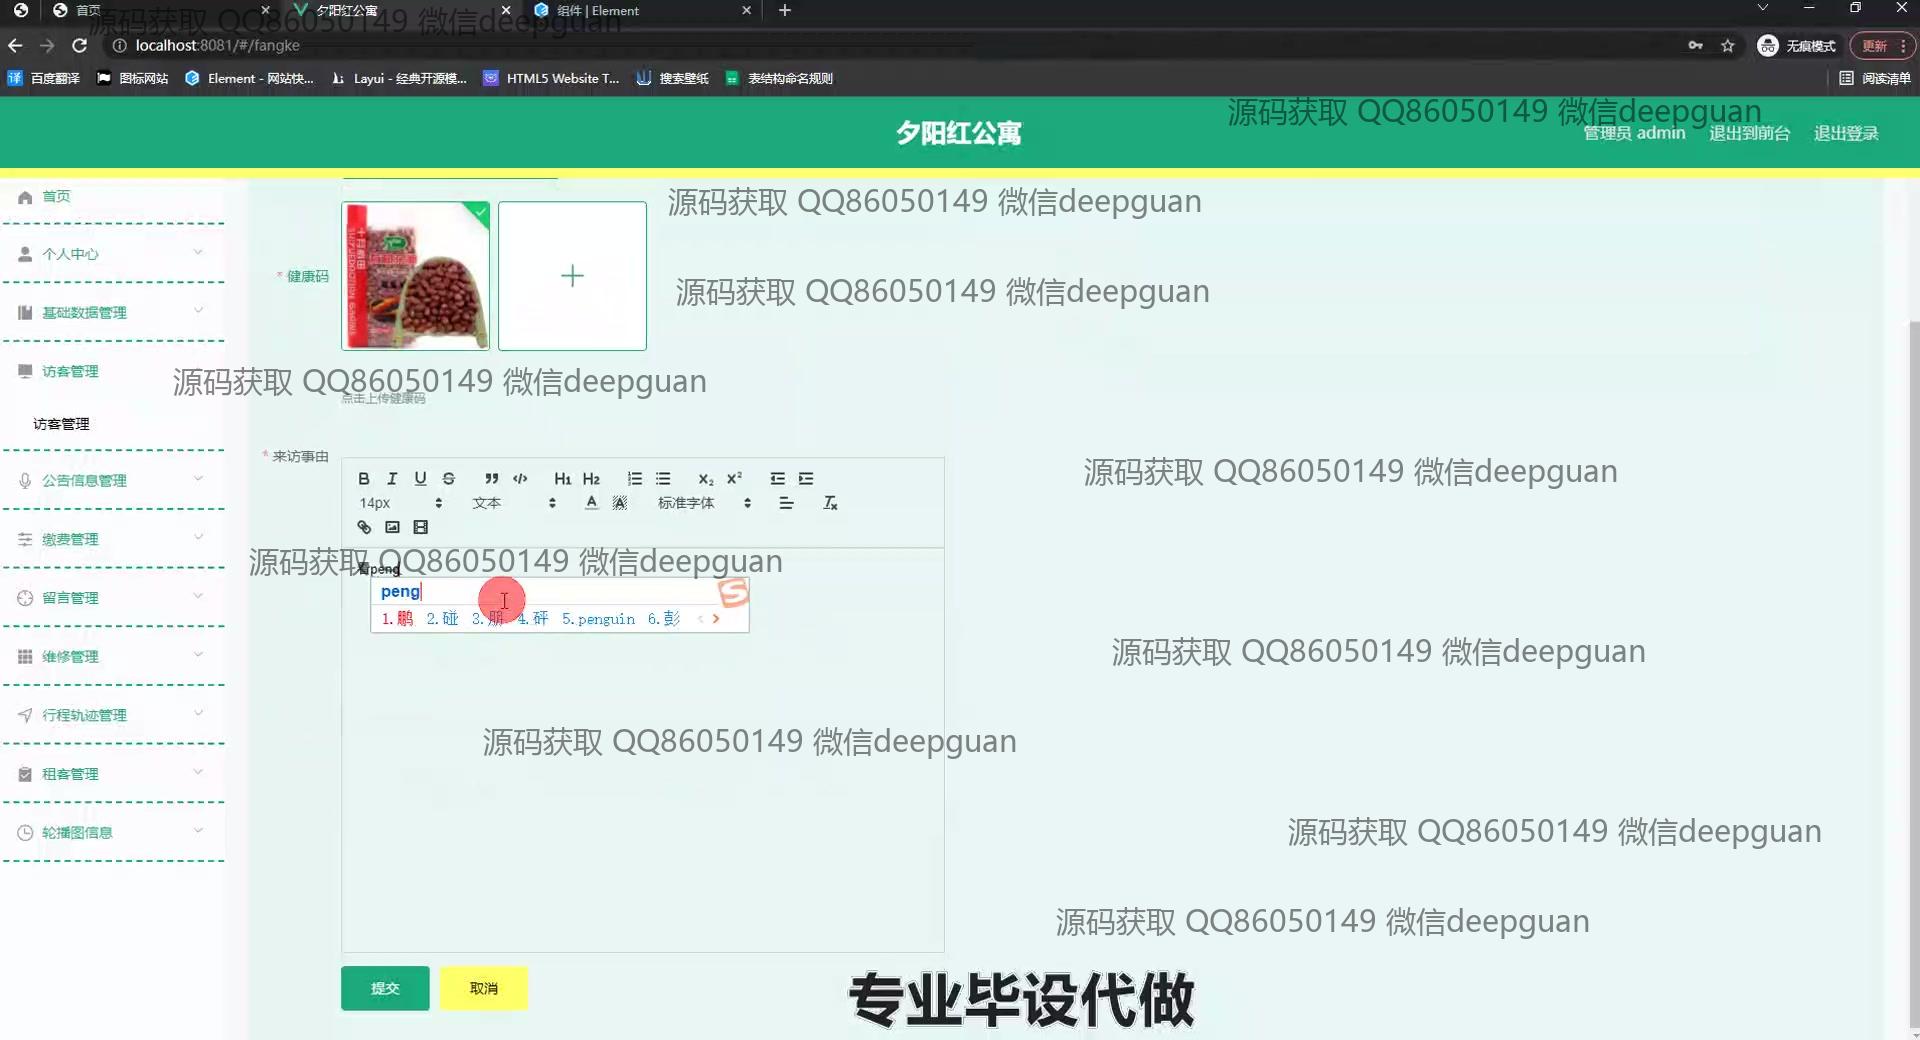 首页
夕阳红公寓
组件 | Element
源码获取 QQ86050149 微信deepguan
localhost:8081/#/fangke
无痕模式
更新
百度翻译
图标网站
Element - 网站快...
Layui - 经典开源模...
HTML5 Website T...
搜索壁纸
表结构命名规则
阅读清单
源码获取 QQ86050149 微信deepguan
夕阳红公寓
管理员 admin
退出到前台
退出登录
首页
源码获取 QQ86050149 微信deepguan
个人中心
* 健康码
源码获取 QQ86050149 微信deepguan
基础数据管理
访客管理
源码获取 QQ86050149 微信deepguan
点击上传健康码
访客管理
* 来访事由
源码获取 QQ86050149 微信deepguan
公告信息管理
B I U S H1 H2 X₂ X²
14px
文本
标准字体
缴费管理
源码获取 QQ86050149 微信deepguan
看peng
peng
1.鹏 2.碰 3.朋 4.砰 5.penguin 6.彭
留言管理
维修管理
源码获取 QQ86050149 微信deepguan
行程轨迹管理
源码获取 QQ86050149 微信deepguan
租客管理
轮播图信息
源码获取 QQ86050149 微信deepguan
源码获取 QQ86050149 微信deepguan
提交
取消
专业毕设代做